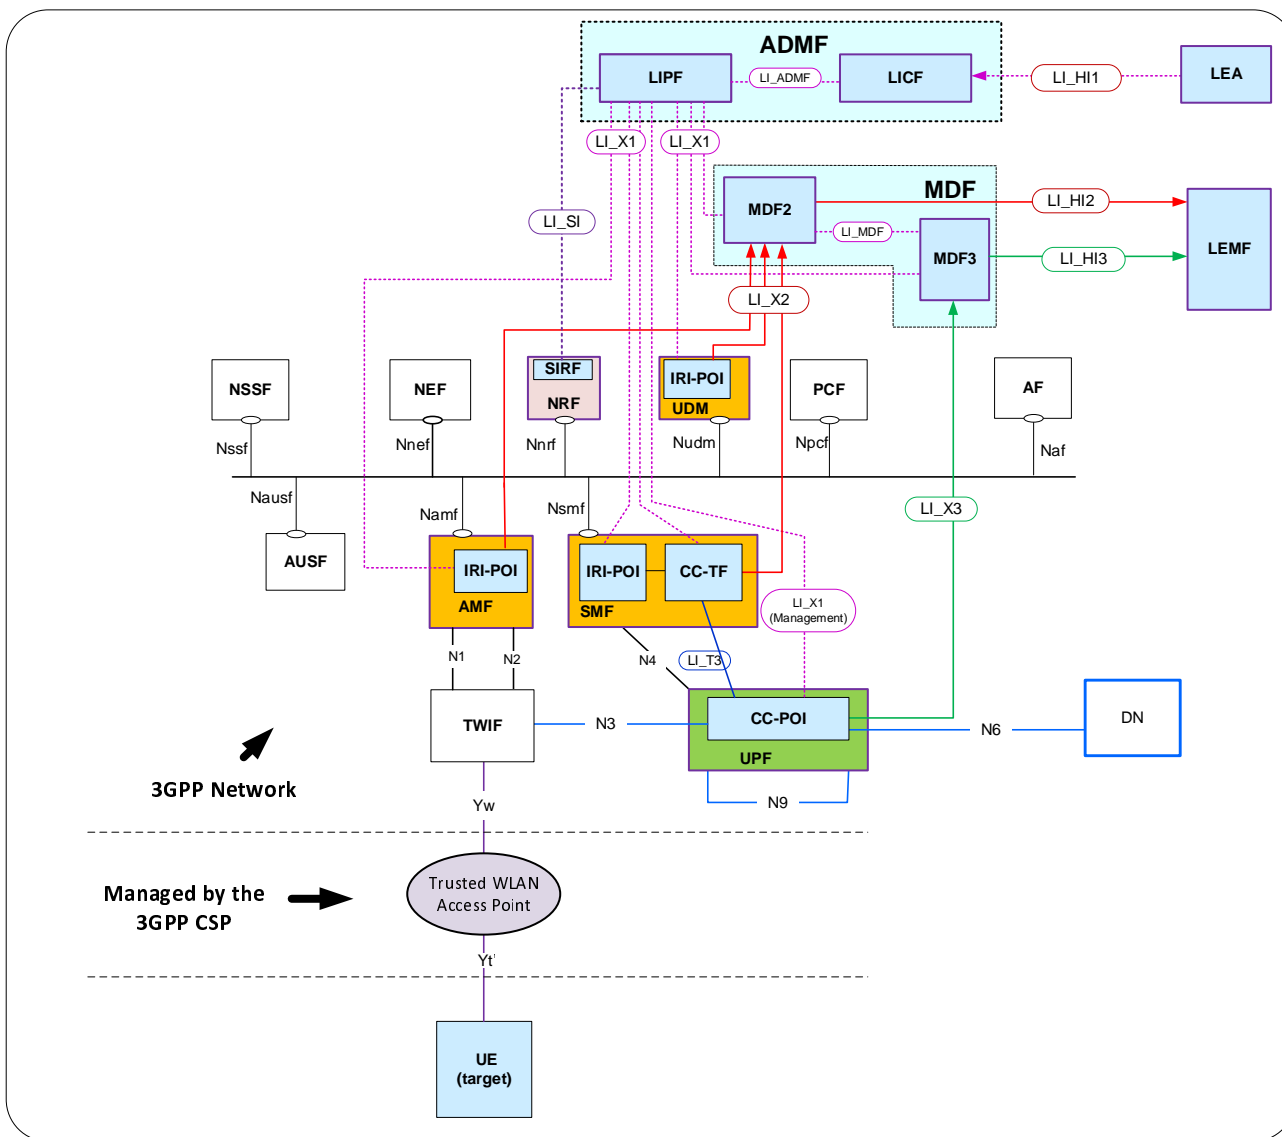 ADMF
LIPF
LI_ADMF
LICF
LI_HI1
LEA
LI_X1
LI_X1
MDF
MDF2
LI_HI2
LI_SI
LI_MDF
MDF3
LI_HI3
LEMF
LI_X2
SIRF
NRF
IRI-POI
UDM
NSSF
NEF
PCF
AF
Nssf
Nnef
Nnrf
Nudm
Npcf
Naf
Nausf
Namf
Nsmf
LI_X3
AUSF
IRI-POI
AMF
IRI-POI
CC-TF
SMF
LI_X1
(Management)
N1
N2
N4
LI_T3
TWIF
N3
CC-POI
UPF
N6
DN
N9
3GPP Network
Yw
Managed by the
3GPP CSP
Trusted WLAN
Access Point
Yt'
UE
(target)